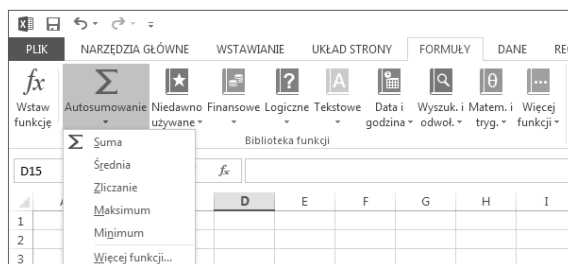 PLIK NARZĘDZIA GŁÓWNE WSTAWIANIE UKŁAD STRONY FORMUŁY DANE RE
fx Σ ? A θ ...
Wstaw Autosumowanie Niedawno Finansowe Logiczne Tekstowe Data i Wyszuk. i Matem. i Więcej
funkcję używane godzina odwoł. tryg. funkcji
Biblioteka funkcji
Σ Suma
D15 Średnia fx
Zliczanie
D E F G H I
Maksimum
1
Minimum
2
3 Więcej funkcji...